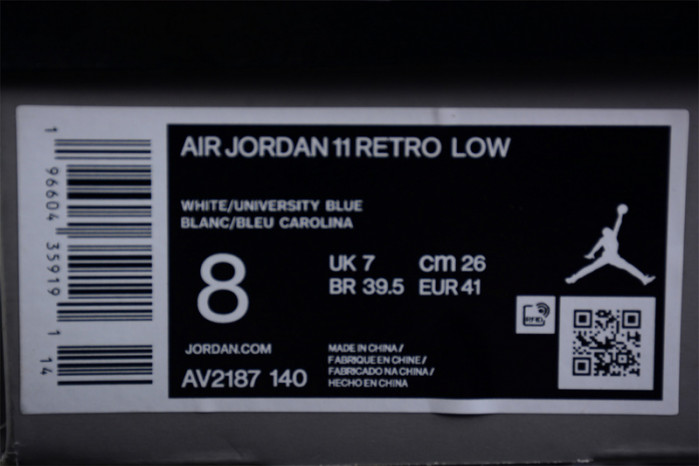 AIR JORDAN 11 RETRO LOW
WHITE/UNIVERSITY BLUE
BLANC/BLEU CAROLINA
8
UK 7 cm 26
BR 39.5 EUR 41
JORDAN.COM
AV2187 140
MADE IN CHINA/
FABRIQUE EN CHINE/
FABRICADO NA CHINA/
HECHO EN CHINA
RFID
1 96604 35919 1 14